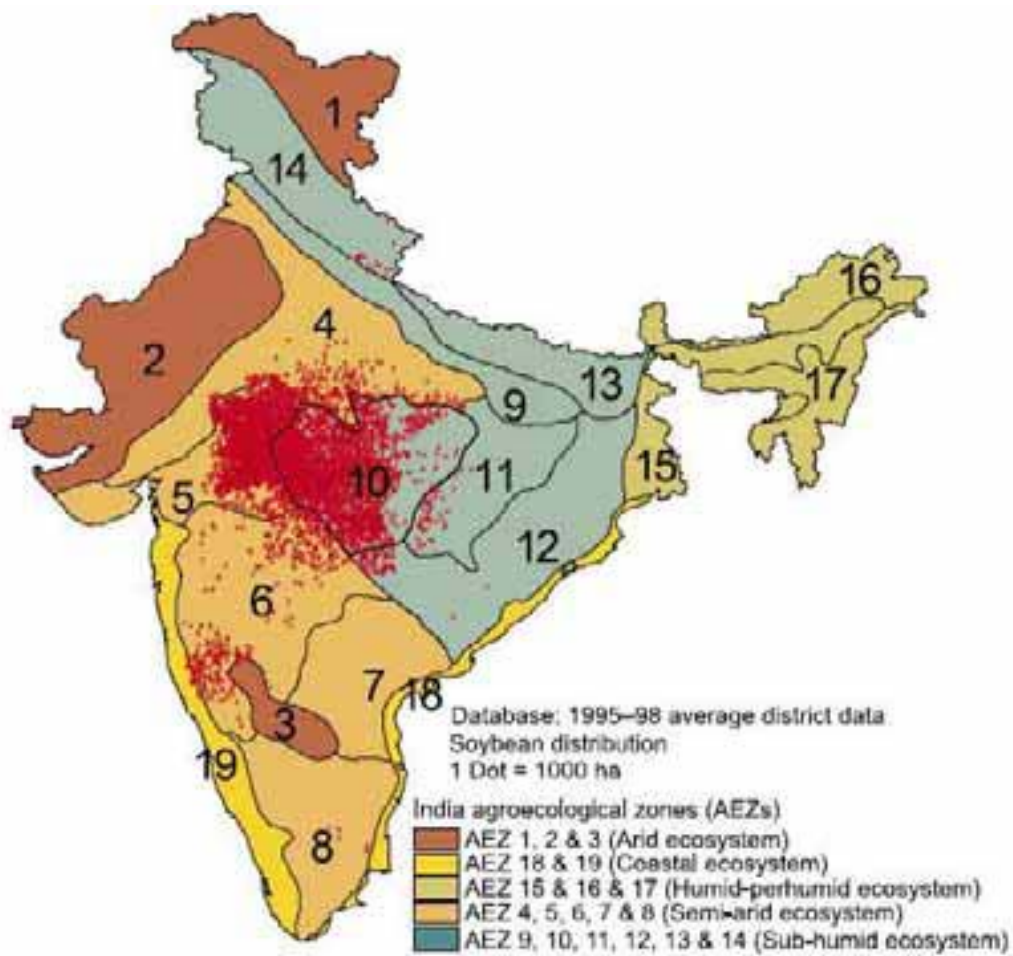 1
14
16
4
2
17
13
9
11
15
10
5
12
6
7
18
3
Database: 1995–98 average district data
Soybean distribution
19
1 Dot = 1000 ha
India agroecological zones (AEZs)
AEZ 1, 2 & 3 (Arid ecosystem)
8
AEZ 18 & 19 (Coastal ecosystem)
AEZ 15 & 16 & 17 (Humid-perhumid ecosystem)
AEZ 4, 5, 6, 7 & 8 (Semi-arid ecosystem)
AEZ 9, 10, 11, 12, 13 & 14 (Sub-humid ecosystem)